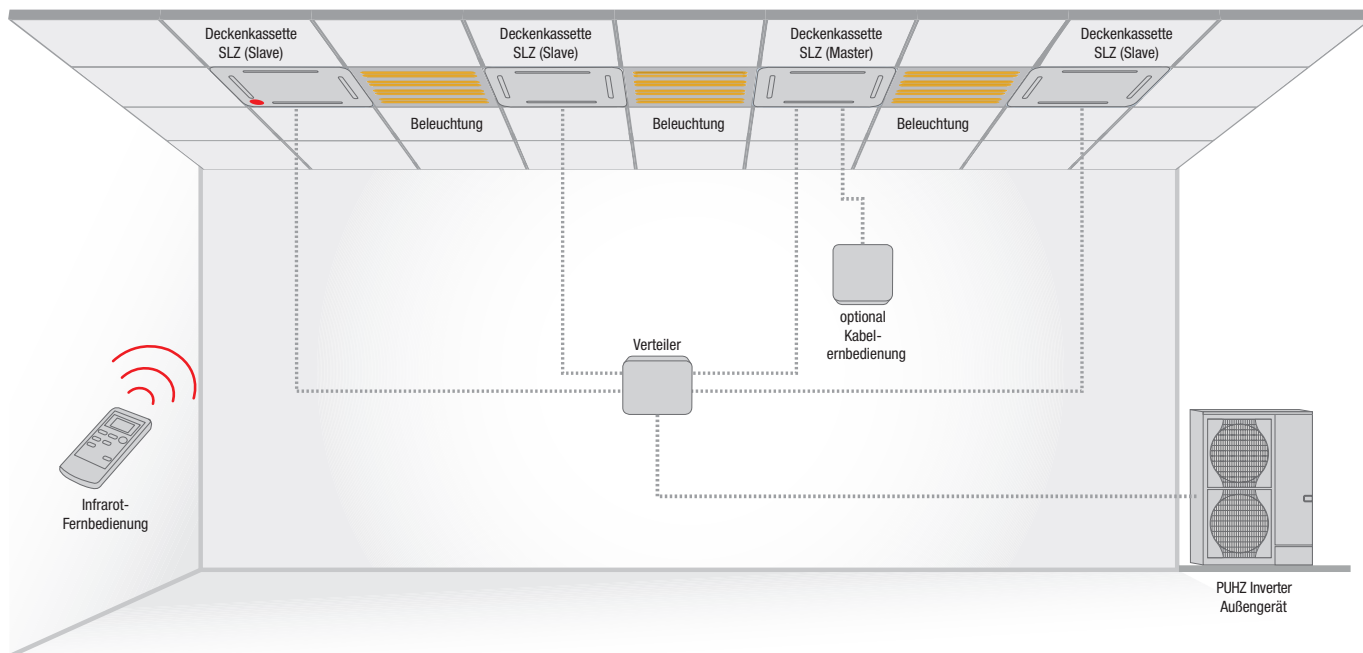 Deckenkassette
SLZ (Slave)
Deckenkassette
SLZ (Slave)
Deckenkassette
SLZ (Master)
Deckenkassette
SLZ (Slave)
Beleuchtung
Beleuchtung
Beleuchtung
optional
Kabel-
ernbedienung
Verteiler
Infrarot-
Fernbedienung
PUHZ Inverter
Außengerät